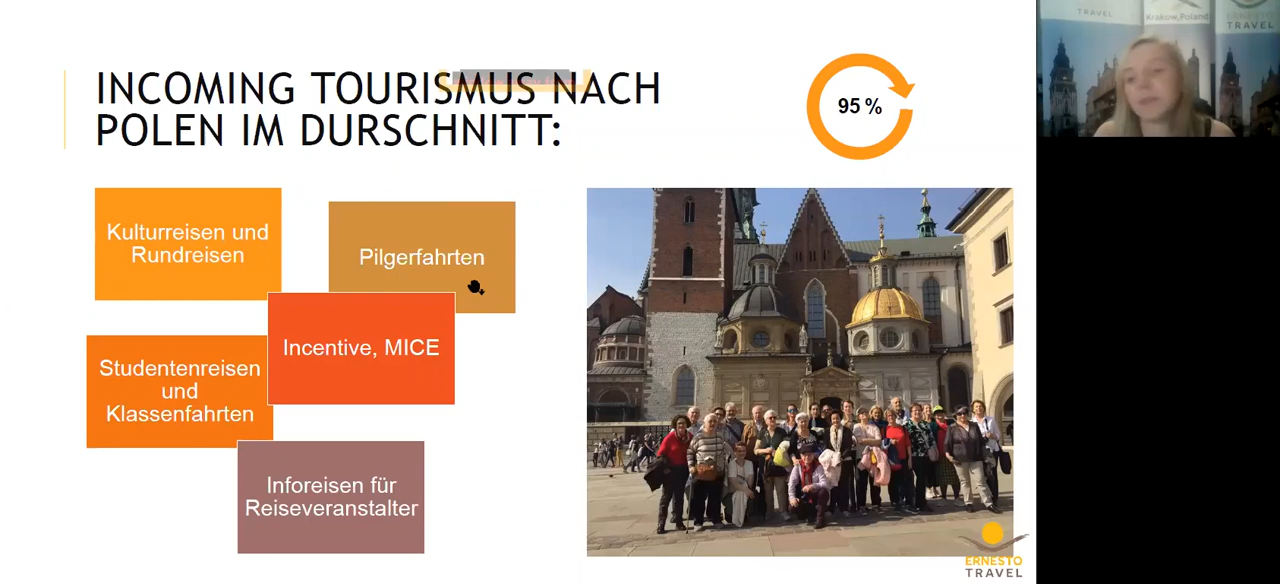 INCOMING TOURISMUS NACH
POLEN IM DURSCHNITT:
95 %
Kulturreisen und
Rundreisen
Pilgerfahrten
Incentive, MICE
Studentenreisen
und
Klassenfahrten
Inforeisen für
Reiseveranstalter
ERNESTO
TRAVEL
TRAVEL
Krakow, Poland
ERNESTO
TRAVEL